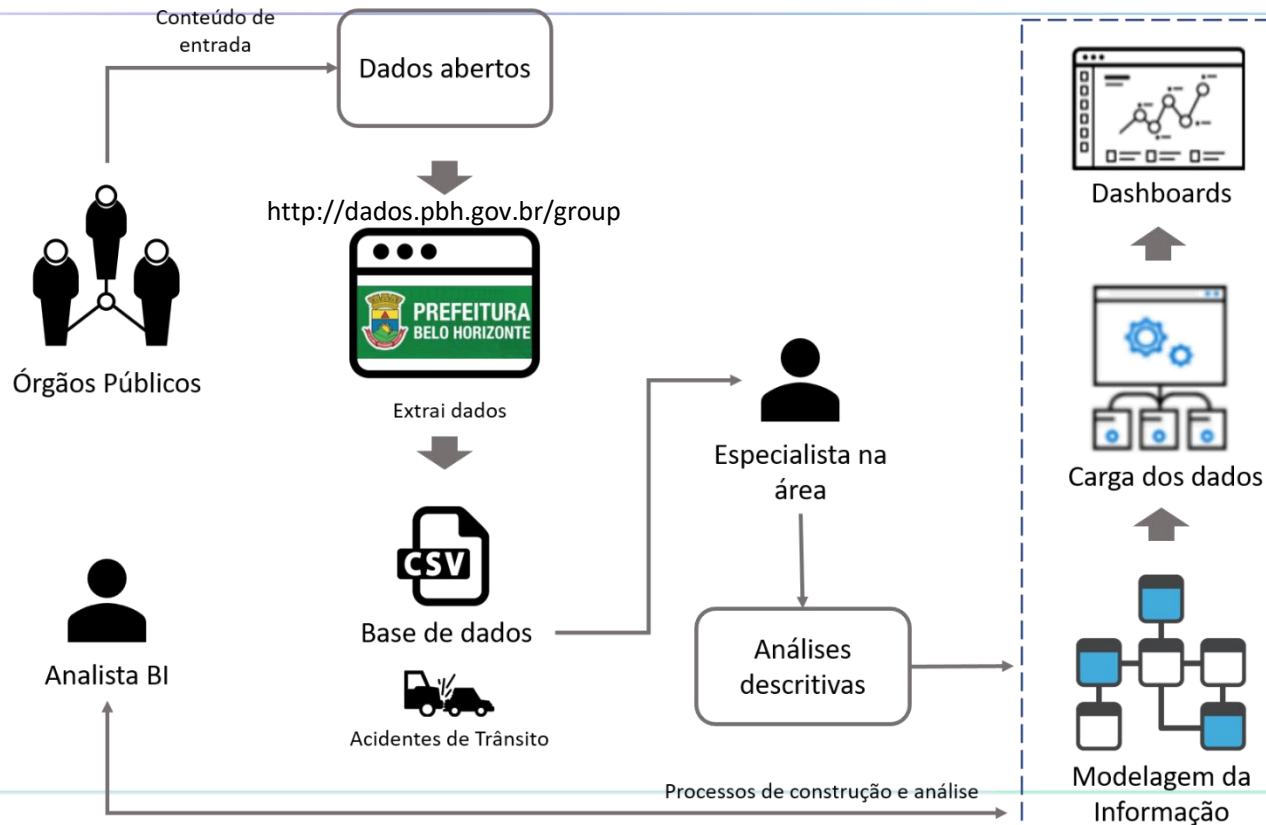 Conteúdo de
entrada
Dados abertos
http://dados.pbh.gov.br/group
PREFEITURA
BELO HORIZONTE
Órgãos Públicos
Extrai dados
CSV
Base de dados
Acidentes de Trânsito
Analista BI
Especialista na
área
Análises
descritivas
Processos de construção e análise
Dashboards
Carga dos dados
Modelagem da
Informação